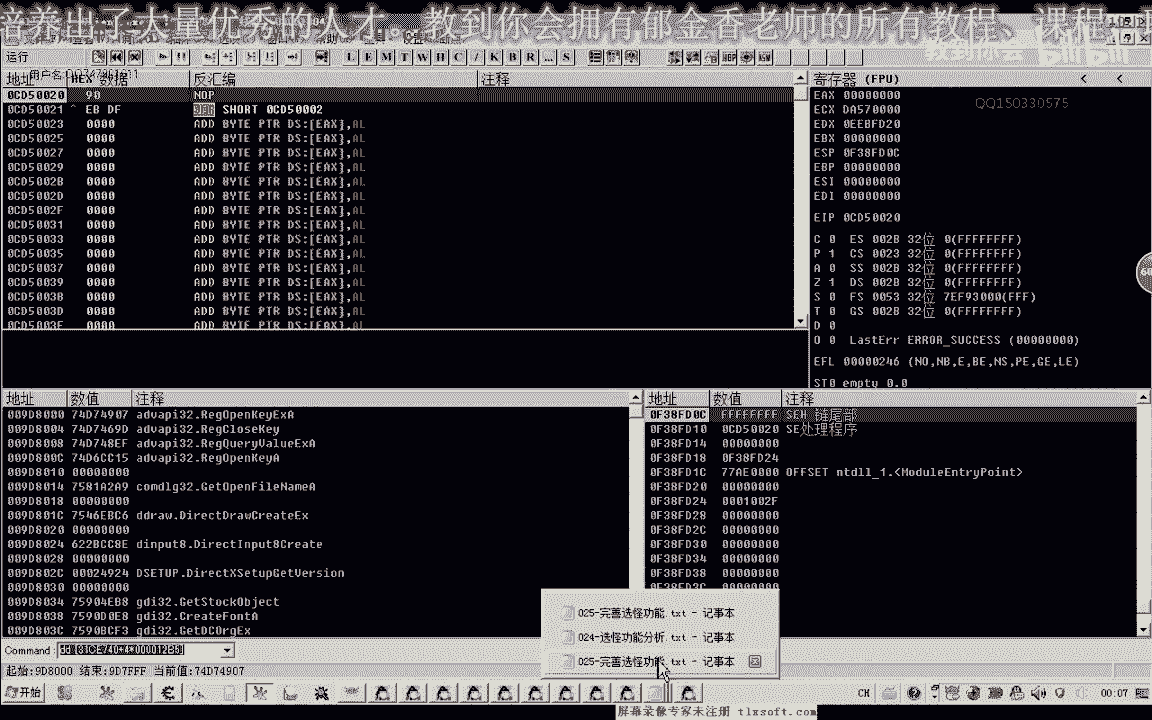 培养出了大量优秀的人才。教到你会拥有郁金香老师的所有教程、课程，
运行
L E M T W H C / K B R ... S
地址 HEX 数据 反汇编 注释
0CD50020 90 NOP
0CD50021 ^ EB DF JMP SHORT 0CD50002
0CD50023 0000 ADD BYTE PTR DS:[EAX],AL
0CD50025 0000 ADD BYTE PTR DS:[EAX],AL
0CD50027 0000 ADD BYTE PTR DS:[EAX],AL
0CD50029 0000 ADD BYTE PTR DS:[EAX],AL
0CD5002B 0000 ADD BYTE PTR DS:[EAX],AL
0CD5002D 0000 ADD BYTE PTR DS:[EAX],AL
0CD5002F 0000 ADD BYTE PTR DS:[EAX],AL
0CD50031 0000 ADD BYTE PTR DS:[EAX],AL
0CD50033 0000 ADD BYTE PTR DS:[EAX],AL
0CD50035 0000 ADD BYTE PTR DS:[EAX],AL
0CD50037 0000 ADD BYTE PTR DS:[EAX],AL
0CD50039 0000 ADD BYTE PTR DS:[EAX],AL
0CD5003B 0000 ADD BYTE PTR DS:[EAX],AL
0CD5003D 0000 ADD BYTE PTR DS:[EAX],AL
0CD5003F 0000 ADD BYTE PTR DS:[EAX],AL
寄存器 (FPU) < <
QQ150330575
EAX 00000000
ECX DA570000
EDX 0EEBFD20
EBX 00000000
ESP 0F38FD0C
EBP 00000000
ESI 00000000
EDI 00000000
EIP 0CD50020
C 0 ES 002B 32位 0(FFFFFFFF)
P 1 CS 0023 32位 0(FFFFFFFF)
A 0 SS 002B 32位 0(FFFFFFFF)
Z 1 DS 002B 32位 0(FFFFFFFF)
S 0 FS 0053 32位 7EF93000(FFF)
T 0 GS 002B 32位 0(FFFFFFFF)
D 0
O 0 LastErr ERROR_SUCCESS (00000000)
EFL 00000246 (NO,NB,E,BE,NS,PE,GE,LE)
ST0 empty 0.0
60
地址 数值 注释
009D8000 74D74907 advapi32.RegOpenKeyExA
009D8004 74D7469D advapi32.RegCloseKey
009D8008 74D748EF advapi32.RegQueryValueExA
009D800C 74D6CC15 advapi32.RegOpenKeyA
009D8010 00000000
009D8014 7581A2A9 comdlg32.GetOpenFileNameA
009D8018 00000000
009D801C 7546EBC6 ddraw.DirectDrawCreateEx
009D8020 00000000
009D8024 622BCC8E dinput8.DirectInput8Create
009D8028 00000000
009D802C 00024924 DSETUP.DirectXSetupGetVersion
009D8030 00000000
009D8034 75904EB8 gdi32.GetStockObject
009D8038 7590D0E8 gdi32.CreateFontA
009D803C 7590BCF3 gdi32.GetDCOrgEx
地址 数值 注释
0F38FD0C FFFFFFFF SEH 链尾部
0F38FD10 0CD50020 SE处理程序
0F38FD14 00000000
0F38FD18 0F38FD24
0F38FD1C 77AE0000 OFFSET ntdll_1.<ModuleEntryPoint>
0F38FD20 00000000
0F38FD24 0001002F
0F38FD28 00000000
0F38FD2C 00000000
0F38FD30 00000000
0F38FD34 00000000
0F38FD38 00000000
025-完善选怪功能.txt - 记事本
024-选怪功能分析.txt - 记事本
025-完善选怪功能.txt - 记事本
Command: dd [31CE740+4*000012B5]
起始:9D8000 结束:9D7FFF 当前值:74D74907
开始
CH
00:07
屏幕录像专家未注册 tlxsoft.com